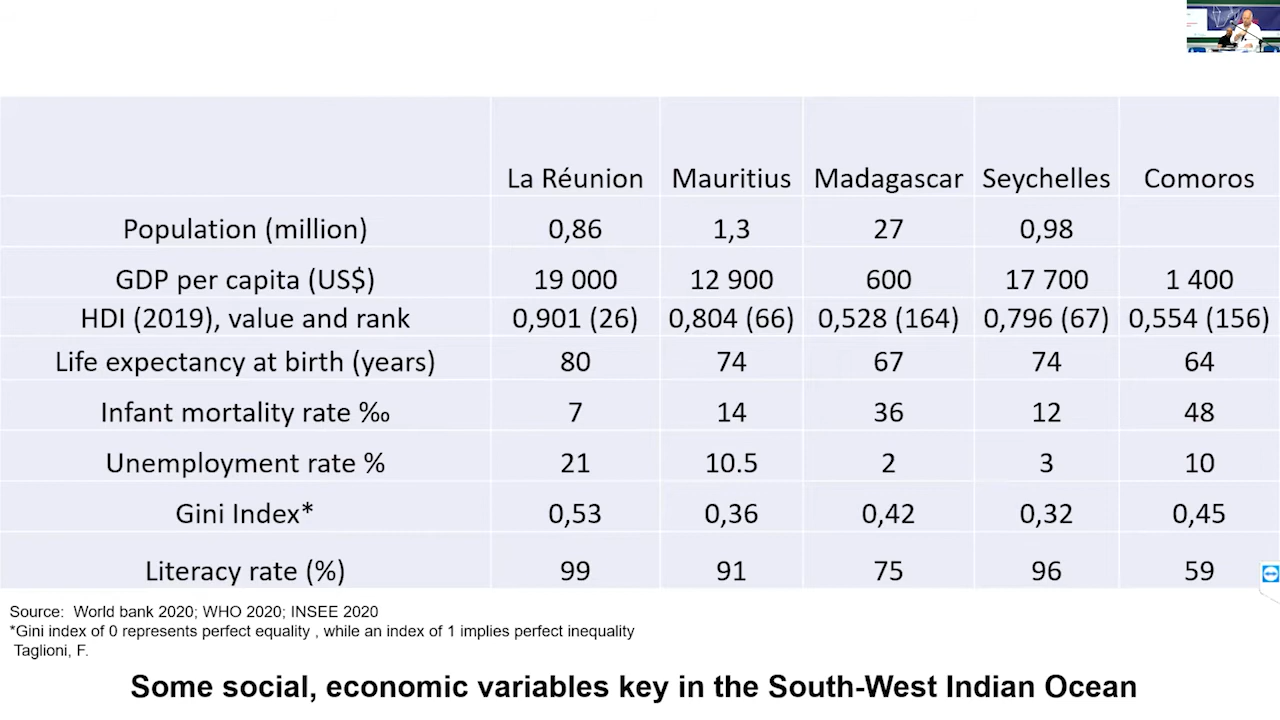 La Réunion Mauritius Madagascar Seychelles Comoros
Population (million) 0,86 1,3 27 0,98
GDP per capita (US$) 19 000 12 900 600 17 700 1 400
HDI (2019), value and rank 0,901 (26) 0,804 (66) 0,528 (164) 0,796 (67) 0,554 (156)
Life expectancy at birth (years) 80 74 67 74 64
Infant mortality rate ‰ 7 14 36 12 48
Unemployment rate % 21 10.5 2 3 10
Gini Index* 0,53 0,36 0,42 0,32 0,45
Literacy rate (%) 99 91 75 96 59
Source: World bank 2020; WHO 2020; INSEE 2020
*Gini index of 0 represents perfect equality , while an index of 1 implies perfect inequality
Taglioni, F.
Some social, economic variables key in the South-West Indian Ocean